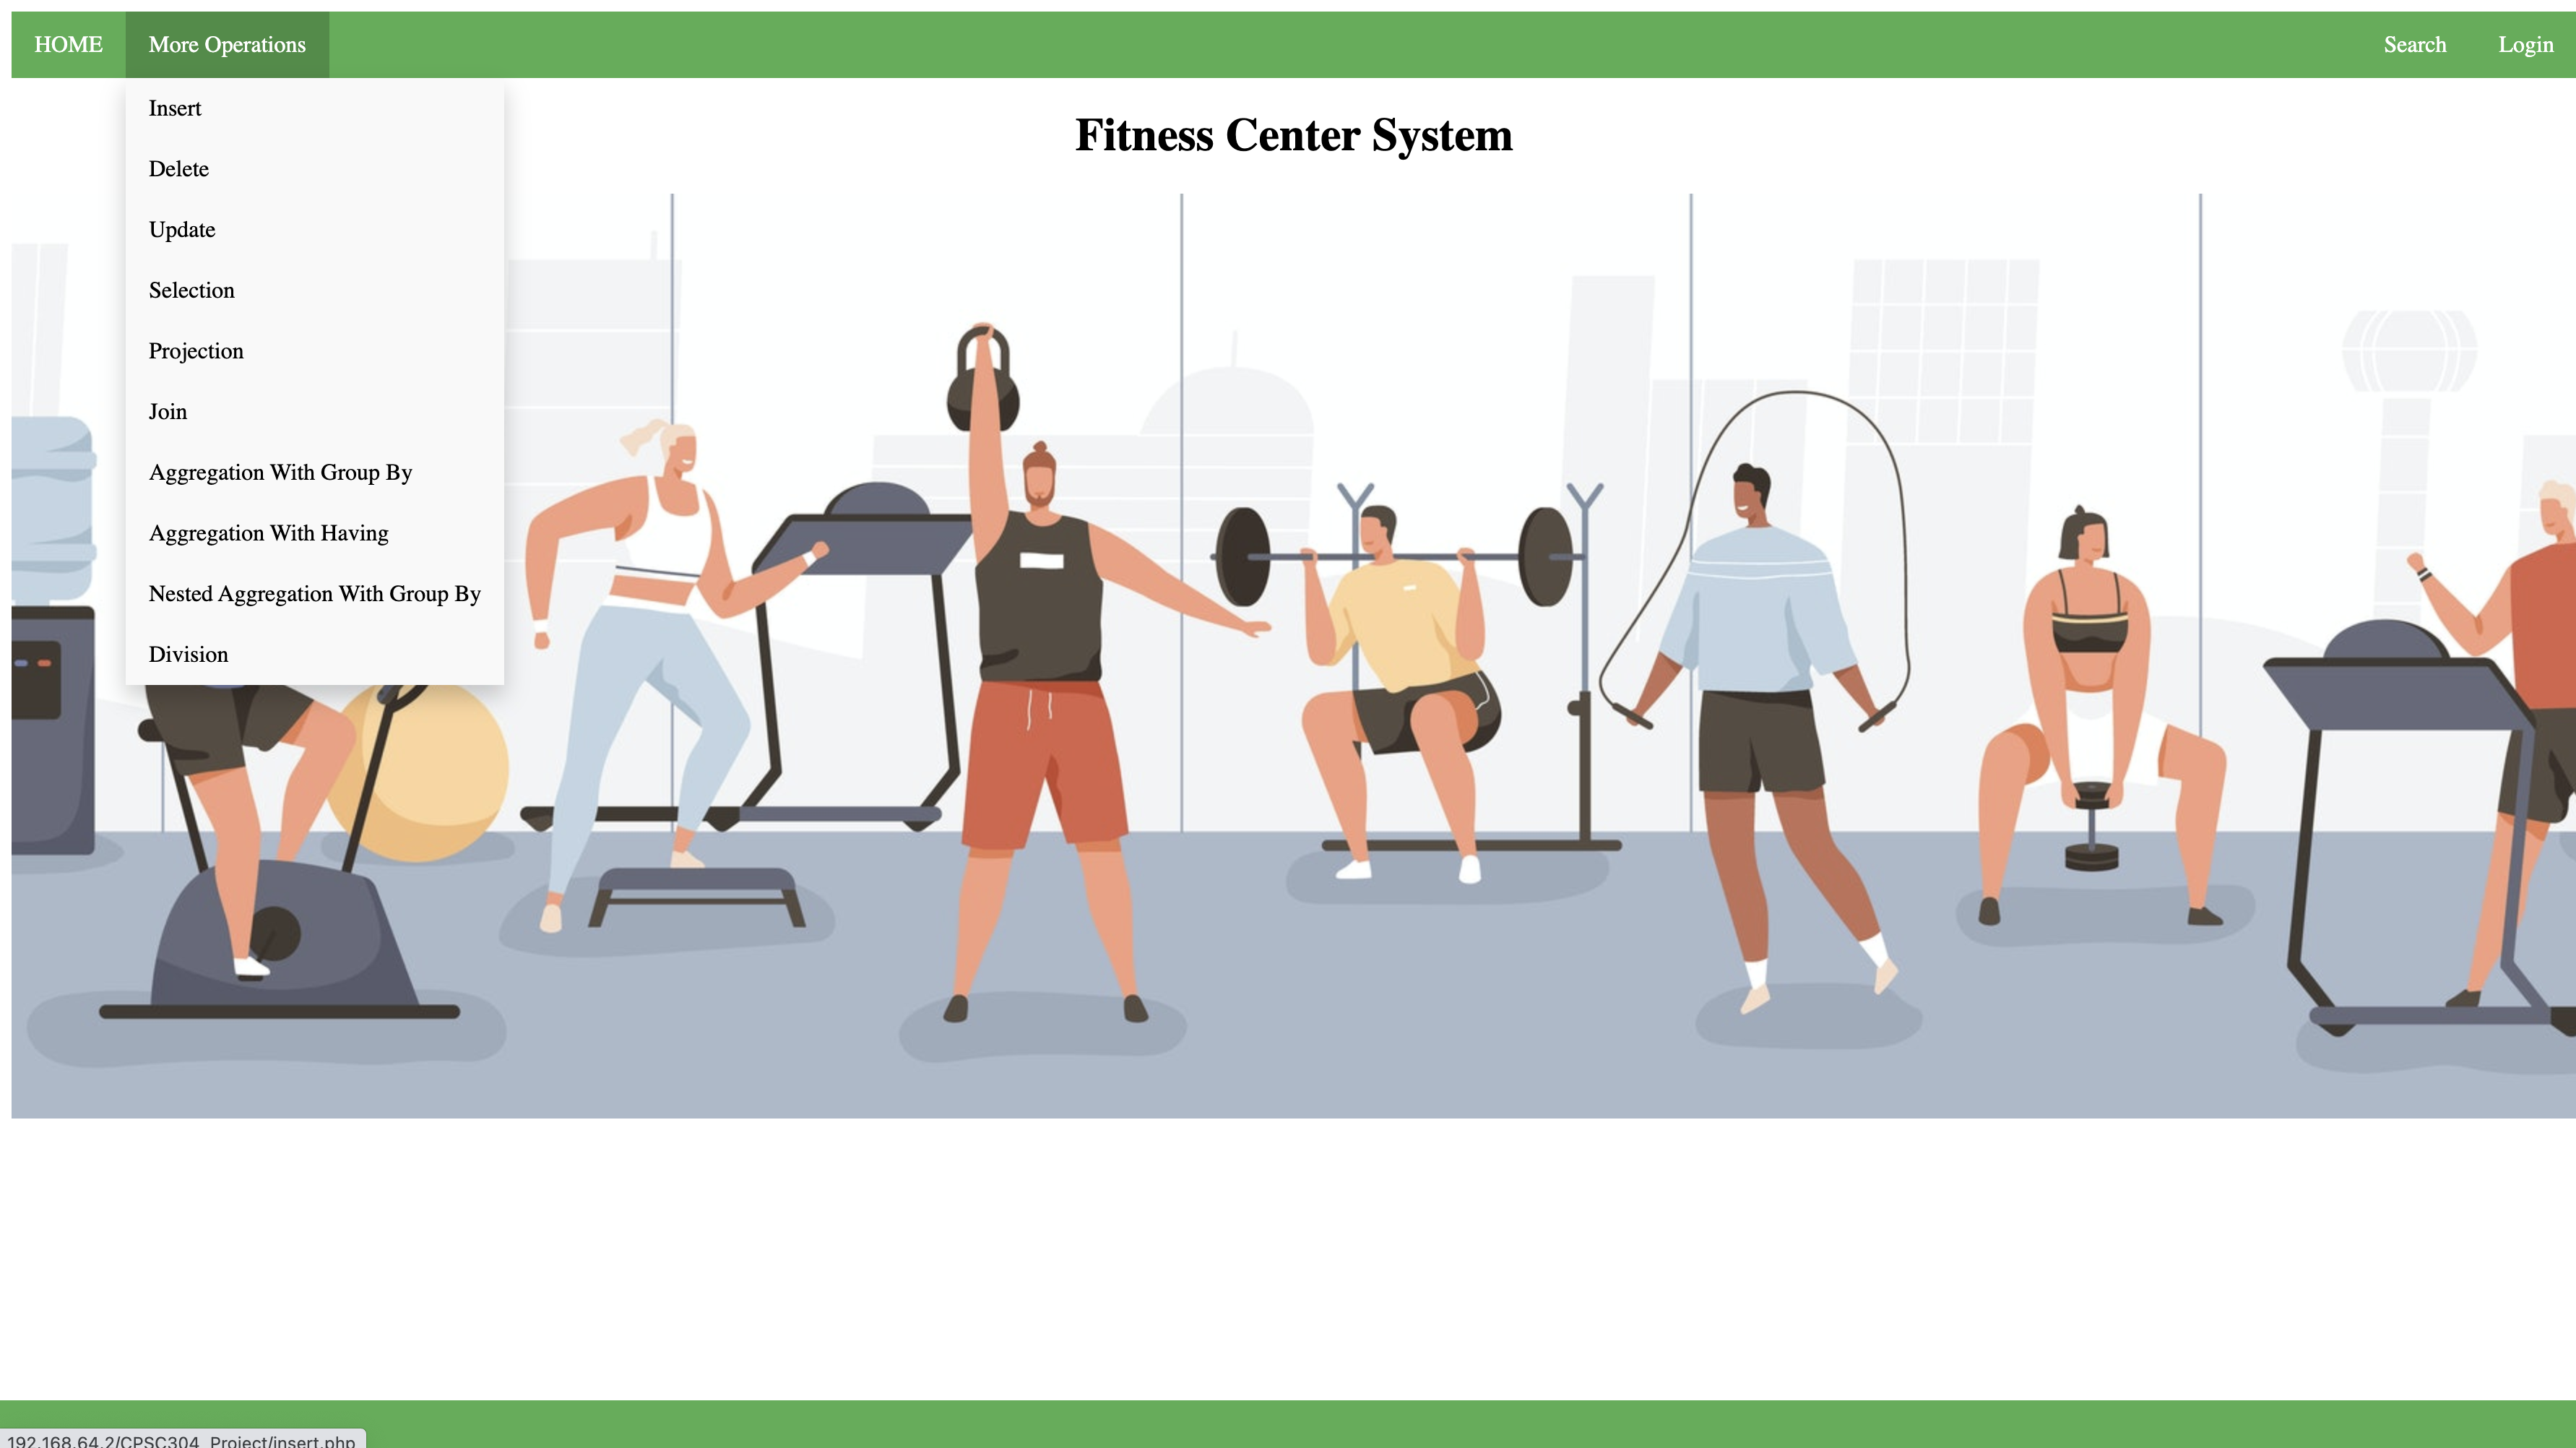 HOME More Operations Search Login
Insert
Fitness Center System
Delete
Update
Selection
Projection
Join
Aggregation With Group By
Aggregation With Having
Nested Aggregation With Group By
Division
192.168.64.2/CPSC304_Project/insert.php